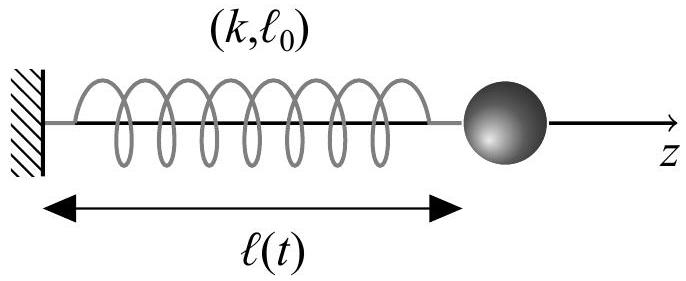 (k,ℓ₀)
z
ℓ(t)